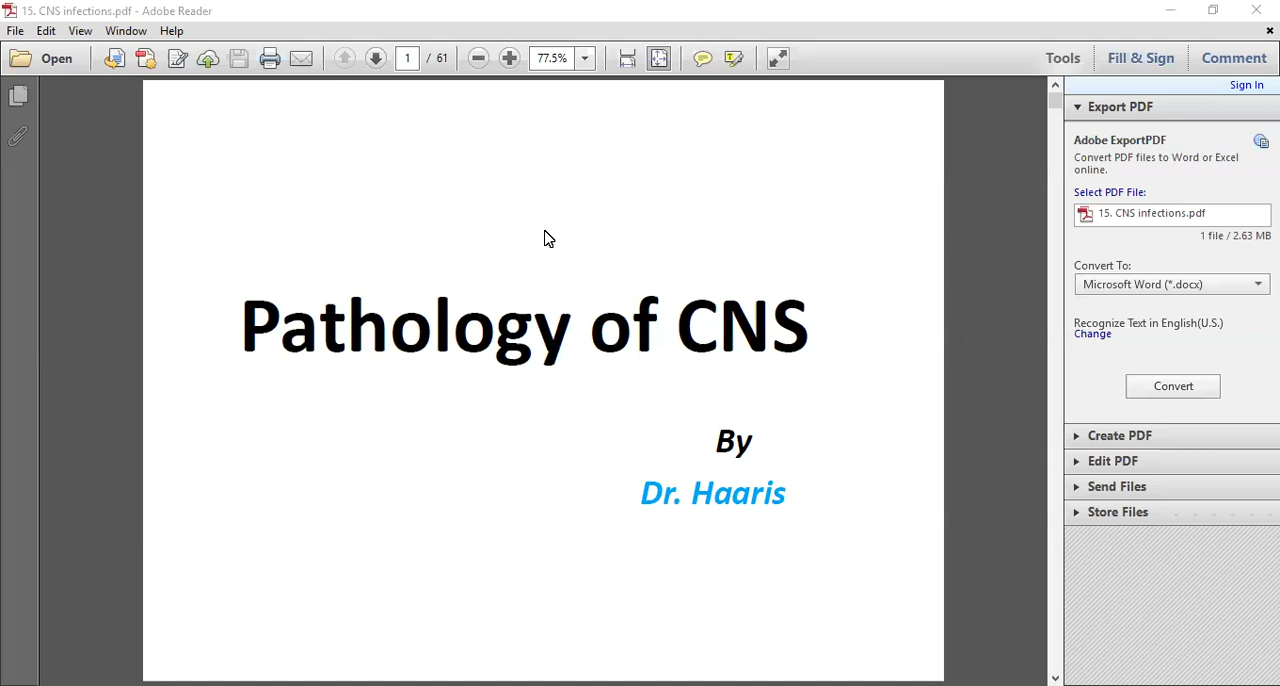 15. CNS infections.pdf - Adobe Reader
File Edit View Window Help
Open 1 / 61 77.5% Tools Fill & Sign Comment
Sign In
Export PDF
Adobe ExportPDF
Convert PDF files to Word or Excel
online.
Select PDF File:
15. CNS infections.pdf
1 file / 2.63 MB
Convert To:
Microsoft Word (*.docx)
Recognize Text in English(U.S.)
Change
Convert
Create PDF
Edit PDF
Send Files
Store Files
Pathology of CNS
By
Dr. Haaris